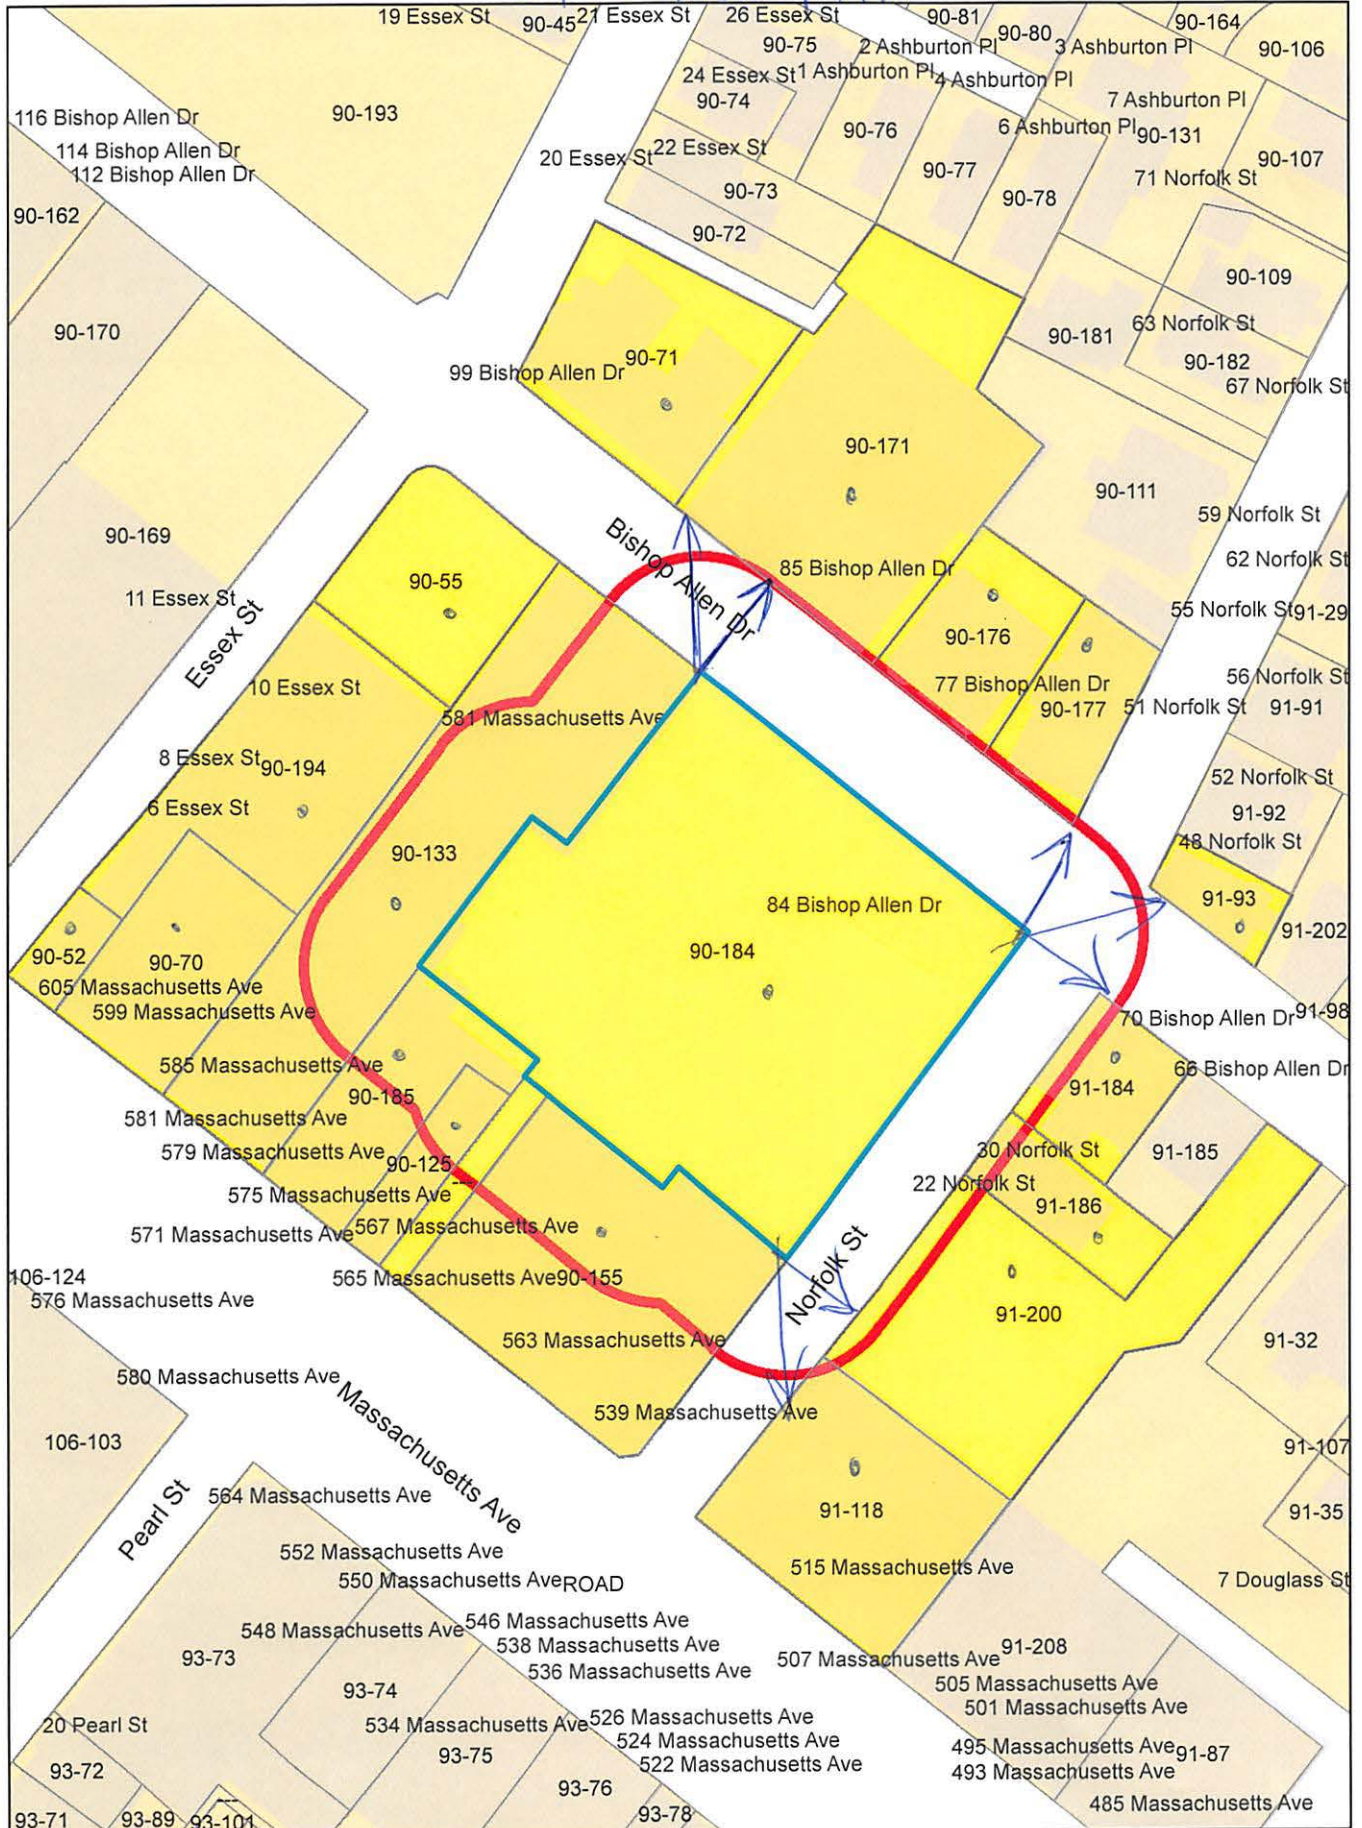 19 Essex St
90-45
21 Essex St
26 Essex St
90-81
90-80
90-164
90-75
2 Ashburton Pl
3 Ashburton Pl
90-106
24 Essex St
1 Ashburton Pl
4 Ashburton Pl
90-74
7 Ashburton Pl
116 Bishop Allen Dr
90-193
90-76
6 Ashburton Pl
90-131
114 Bishop Allen Dr
22 Essex St
20 Essex St
90-107
112 Bishop Allen Dr
90-77
71 Norfolk St
90-73
90-78
90-162
90-72
90-109
90-170
90-181
63 Norfolk St
90-71
90-182
99 Bishop Allen Dr
67 Norfolk St
90-171
90-111
59 Norfolk St
90-169
Bishop Allen Dr
62 Norfolk St
85 Bishop Allen Dr
90-55
11 Essex St
55 Norfolk St
91-29
Essex St
90-176
56 Norfolk St
10 Essex St
77 Bishop Allen Dr
90-177
51 Norfolk St
91-91
581 Massachusetts Ave
8 Essex St
90-194
52 Norfolk St
6 Essex St
91-92
48 Norfolk St
90-133
84 Bishop Allen Dr
91-93
91-202
90-184
90-52
90-70
605 Massachusetts Ave
599 Massachusetts Ave
70 Bishop Allen Dr
91-98
585 Massachusetts Ave
66 Bishop Allen Dr
90-185
91-184
581 Massachusetts Ave
579 Massachusetts Ave
90-125
30 Norfolk St
91-185
---
575 Massachusetts Ave
22 Norfolk St
91-186
571 Massachusetts Ave
567 Massachusetts Ave
Norfolk St
106-124
565 Massachusetts Ave
90-155
576 Massachusetts Ave
91-200
563 Massachusetts Ave
91-32
580 Massachusetts Ave
Massachusetts Ave
539 Massachusetts Ave
106-103
91-107
Pearl St
564 Massachusetts Ave
91-118
91-35
552 Massachusetts Ave
515 Massachusetts Ave
550 Massachusetts Ave
ROAD
7 Douglass St
546 Massachusetts Ave
548 Massachusetts Ave
538 Massachusetts Ave
91-208
93-73
507 Massachusetts Ave
536 Massachusetts Ave
505 Massachusetts Ave
93-74
501 Massachusetts Ave
20 Pearl St
534 Massachusetts Ave
526 Massachusetts Ave
524 Massachusetts Ave
495 Massachusetts Ave
91-87
93-75
522 Massachusetts Ave
93-72
493 Massachusetts Ave
93-76
---
485 Massachusetts Ave
93-71
93-89
93-101
93-78